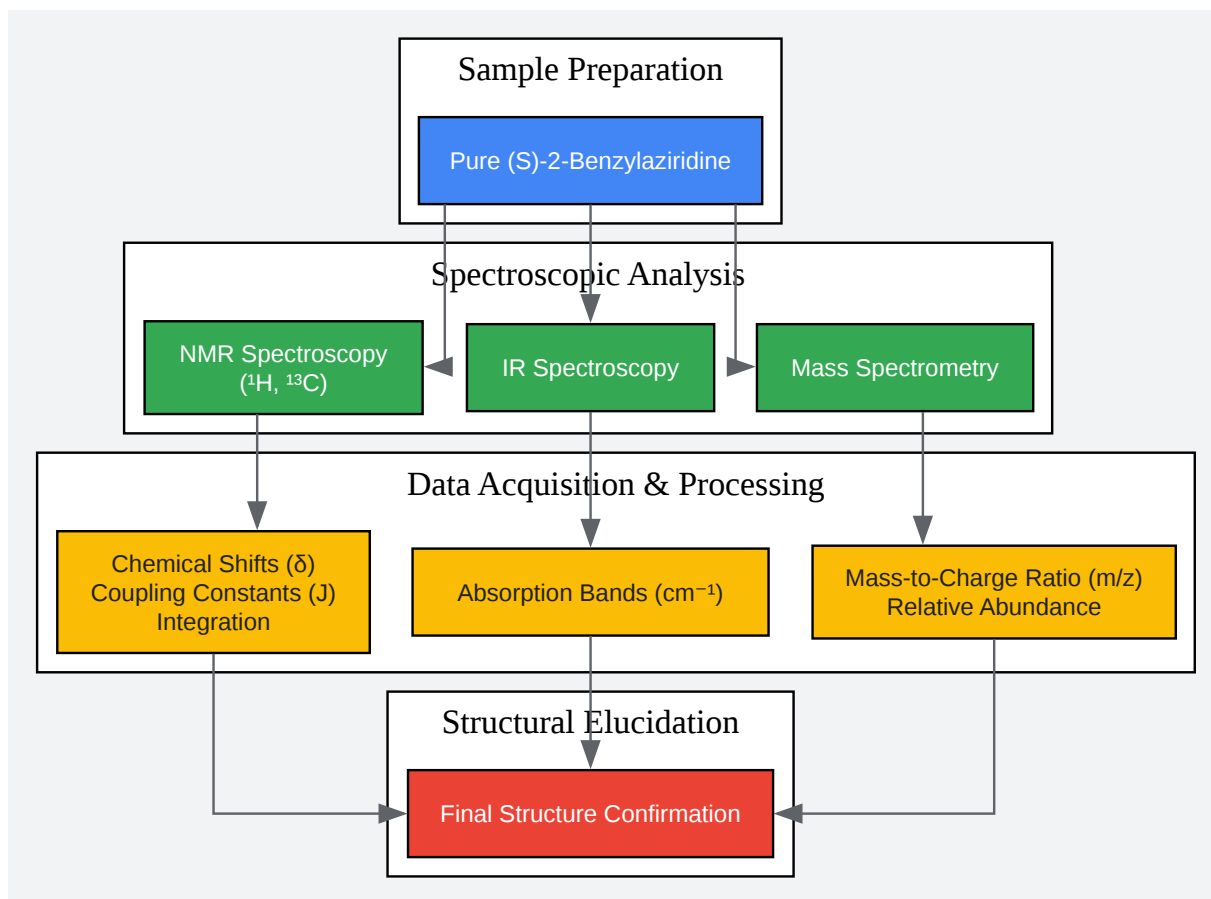 Sample Preparation
Pure (S)-2-Benzylaziridine
Spectroscopic Analysis
NMR Spectroscopy
(¹H, ¹³C)
IR Spectroscopy
Mass Spectrometry
Data Acquisition & Processing
Chemical Shifts (δ)
Coupling Constants (J)
Integration
Absorption Bands (cm⁻¹)
Mass-to-Charge Ratio (m/z)
Relative Abundance
Structural Elucidation
Final Structure Confirmation